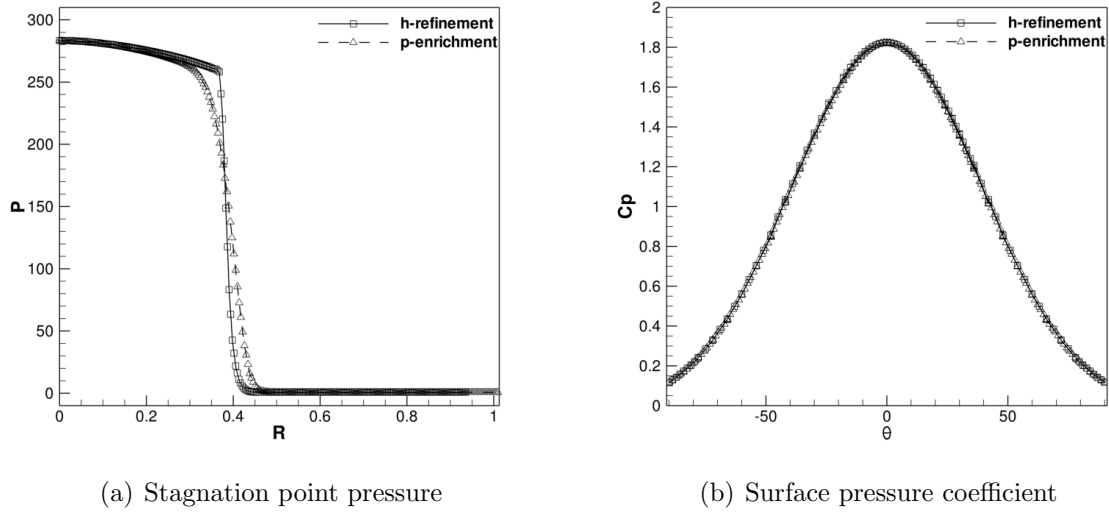 300
250
200
150
100
50
0
P
h-refinement
p-enrichment
0
0.2
0.4
0.6
0.8
1
R
(a) Stagnation point pressure
2
1.8
1.6
1.4
1.2
1
0.8
0.6
0.4
0.2
0
Cp
h-refinement
p-enrichment
-50
0
50
θ
(b) Surface pressure coefficient